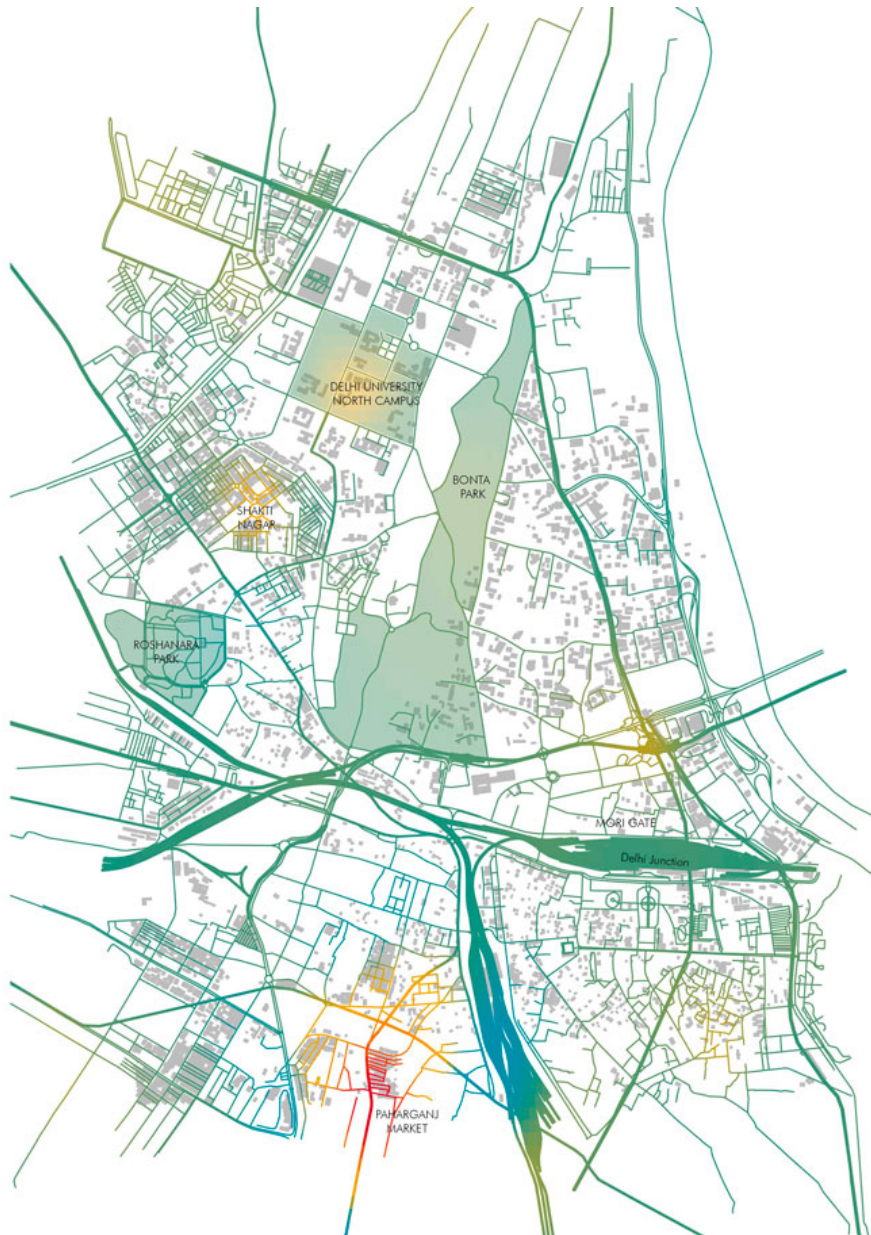 DELHI UNIVERSITY
NORTH CAMPUS
BONTA
PARK
SHAKTI
NAGAR
ROSHANARA
PARK
MORI GATE
Delhi Junction
PAHARGANJ
MARKET